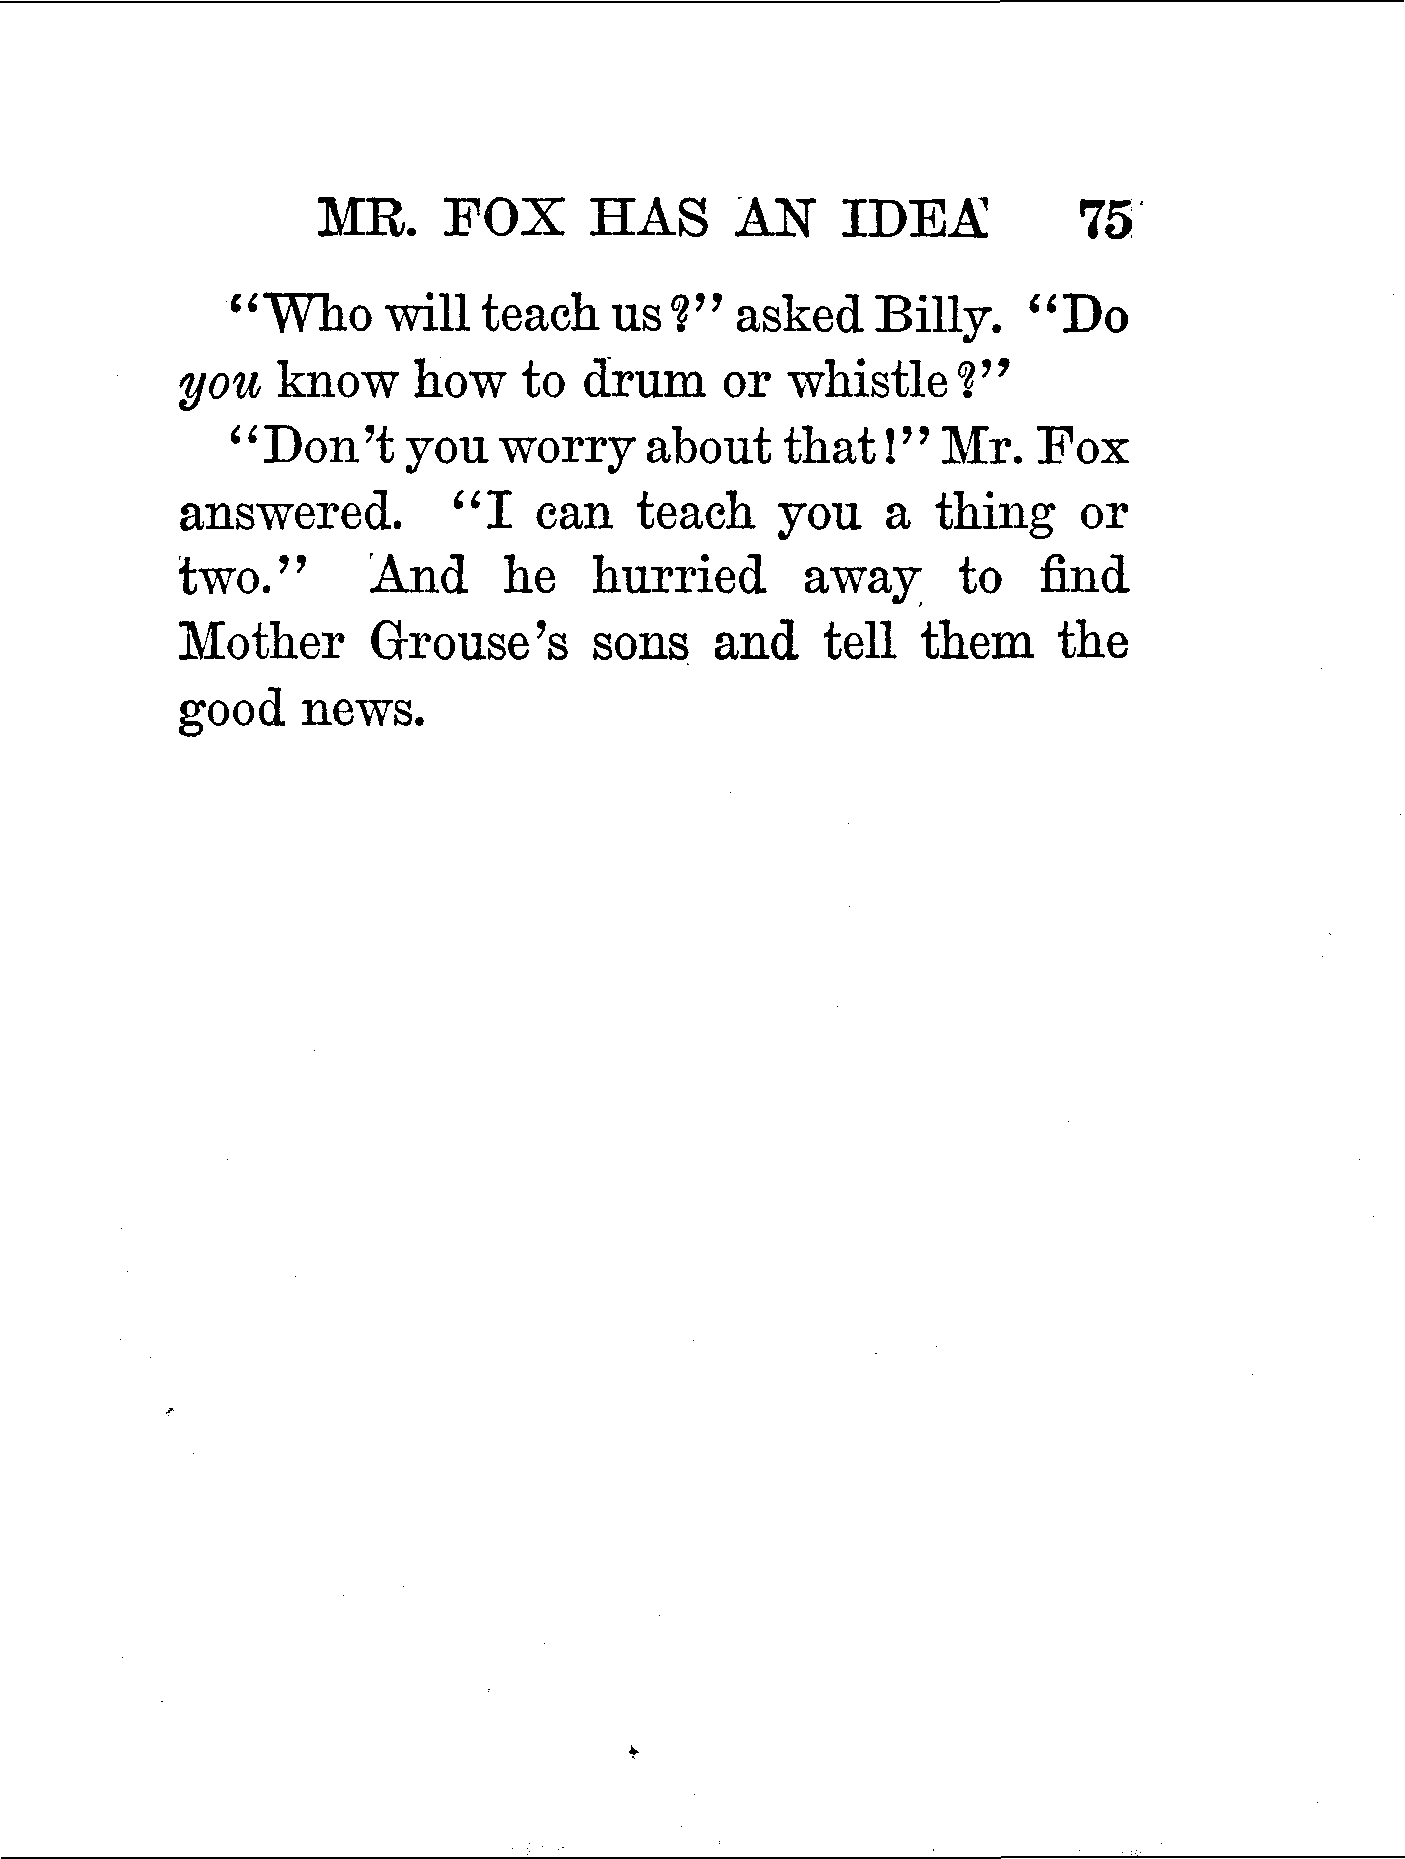 MR. FOX HAS AN IDEA 75
"Who will teach us?" asked Billy. "Do
you know how to drum or whistle?"
"Don't you worry about that!" Mr. Fox
answered. "I can teach you a thing or
two." And he hurried away to find
Mother Grouse's sons and tell them the
good news.